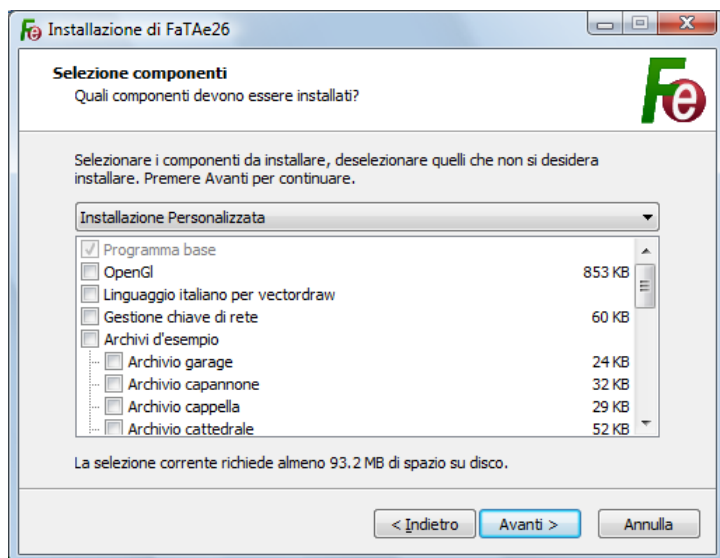 Fe Installazione di FaTAe26
Selezione componenti
Quali componenti devono essere installati?
Fe
Selezionare i componenti da installare, deselezionare quelli che non si desidera
installare. Premere Avanti per continuare.
Installazione Personalizzata
Programma base
OpenGl 853 KB
Linguaggio italiano per vectordraw
Gestione chiave di rete 60 KB
Archivi d'esempio
Archivio garage 24 KB
Archivio capannone 32 KB
Archivio cappella 29 KB
Archivio cattedrale 52 KB
La selezione corrente richiede almeno 93.2 MB di spazio su disco.
< Indietro Avanti > Annulla